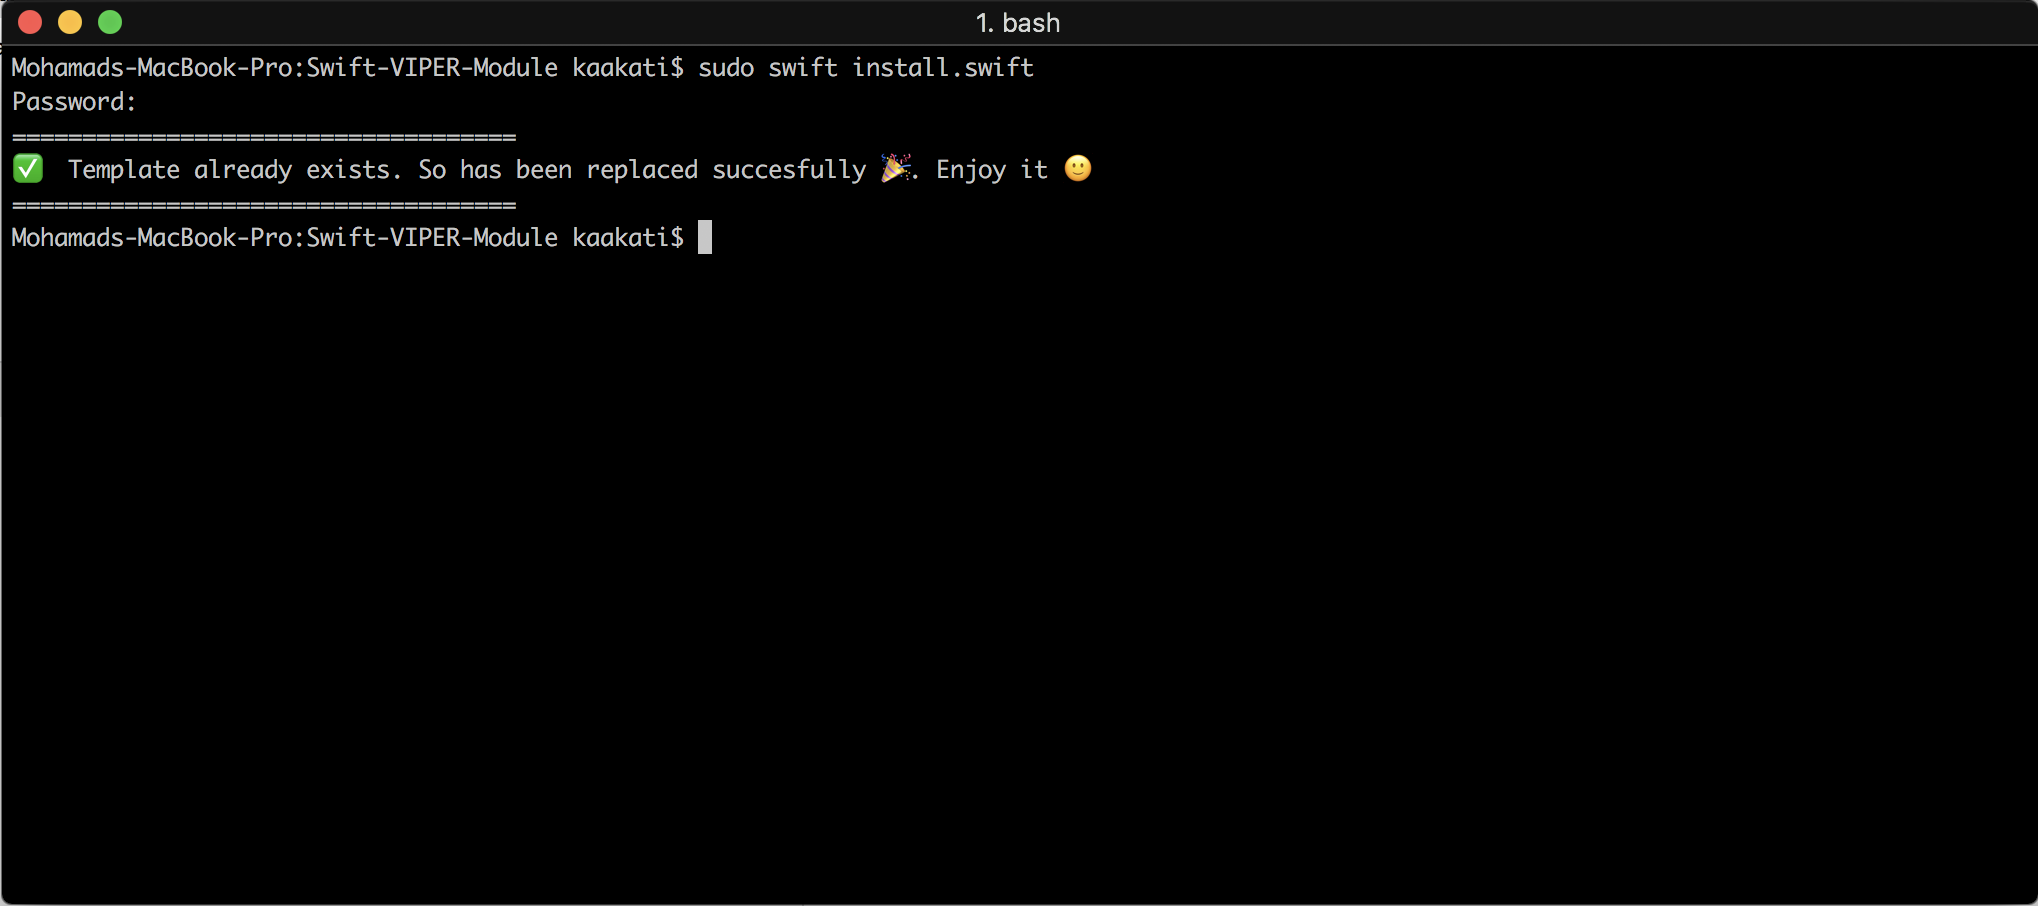 1. bash
Mohamads-MacBook-Pro:Swift-VIPER-Module kaakati$ sudo swift install.swift
Password:
====================================
✅  Template already exists. So has been replaced succesfully 🎉. Enjoy it 🙂
====================================
Mohamads-MacBook-Pro:Swift-VIPER-Module kaakati$